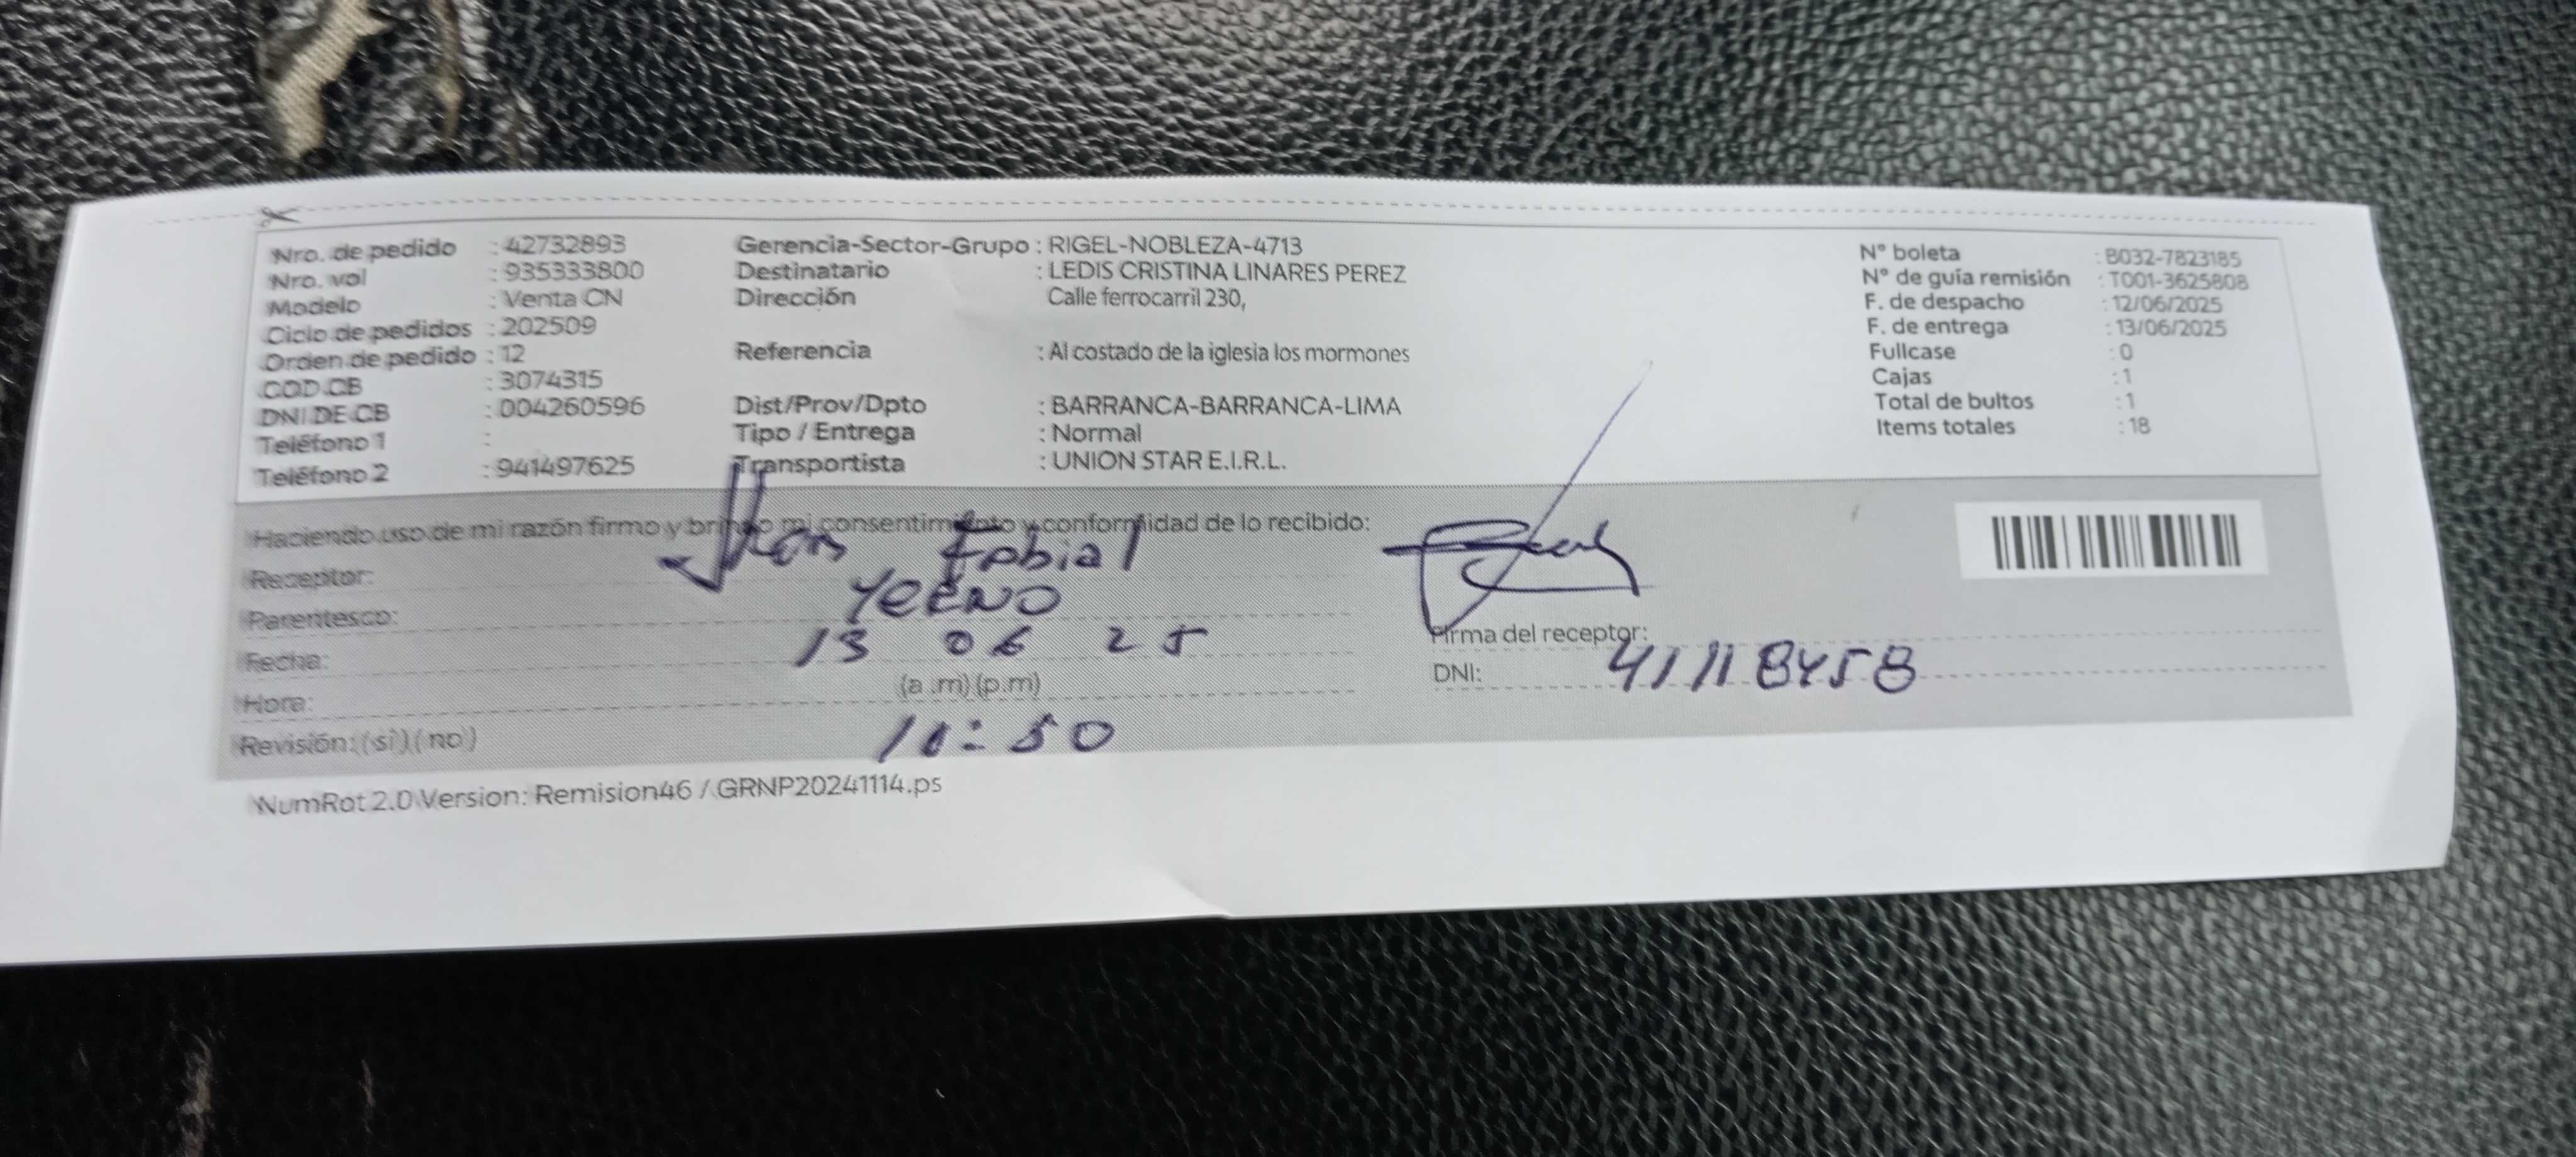 Nro. de pedido : 42732893
Nro. vol : 935333800
Modelo : Venta CN
Ciclo de pedidos : 202509
Orden de pedido : 12
COD.CB : 3074315
DNI DE CB : 004260596
Teléfono 1 :
Teléfono 2 : 941497625
Gerencia-Sector-Grupo : RIGEL-NOBLEZA-4713
Destinatario : LEDIS CRISTINA LINARES PEREZ
Dirección Calle ferrocarril 230,
Referencia : Al costado de la iglesia los mormones
Dist/Prov/Dpto : BARRANCA-BARRANCA-LIMA
Tipo / Entrega : Normal
Transportista : UNION STAR E.I.R.L.
N° boleta : B032-7823185
N° de guía remisión : T001-3625808
F. de despacho : 12/06/2025
F. de entrega : 13/06/2025
Fullcase : 0
Cajas : 1
Total de bultos : 1
Items totales : 18
Haciendo uso de mi razón firmo y brindo mi consentimiento y conformidad de lo recibido:
Receptor: Fabial
Parentesco: YERNO
Fecha: 13 06 25
Hora: (a.m) (p.m)
Revisión: (si) (no) 11:50
Firma del receptor:
DNI: 41118458
NumRot 2.0 Version: Remision46 / GRNP20241114.ps